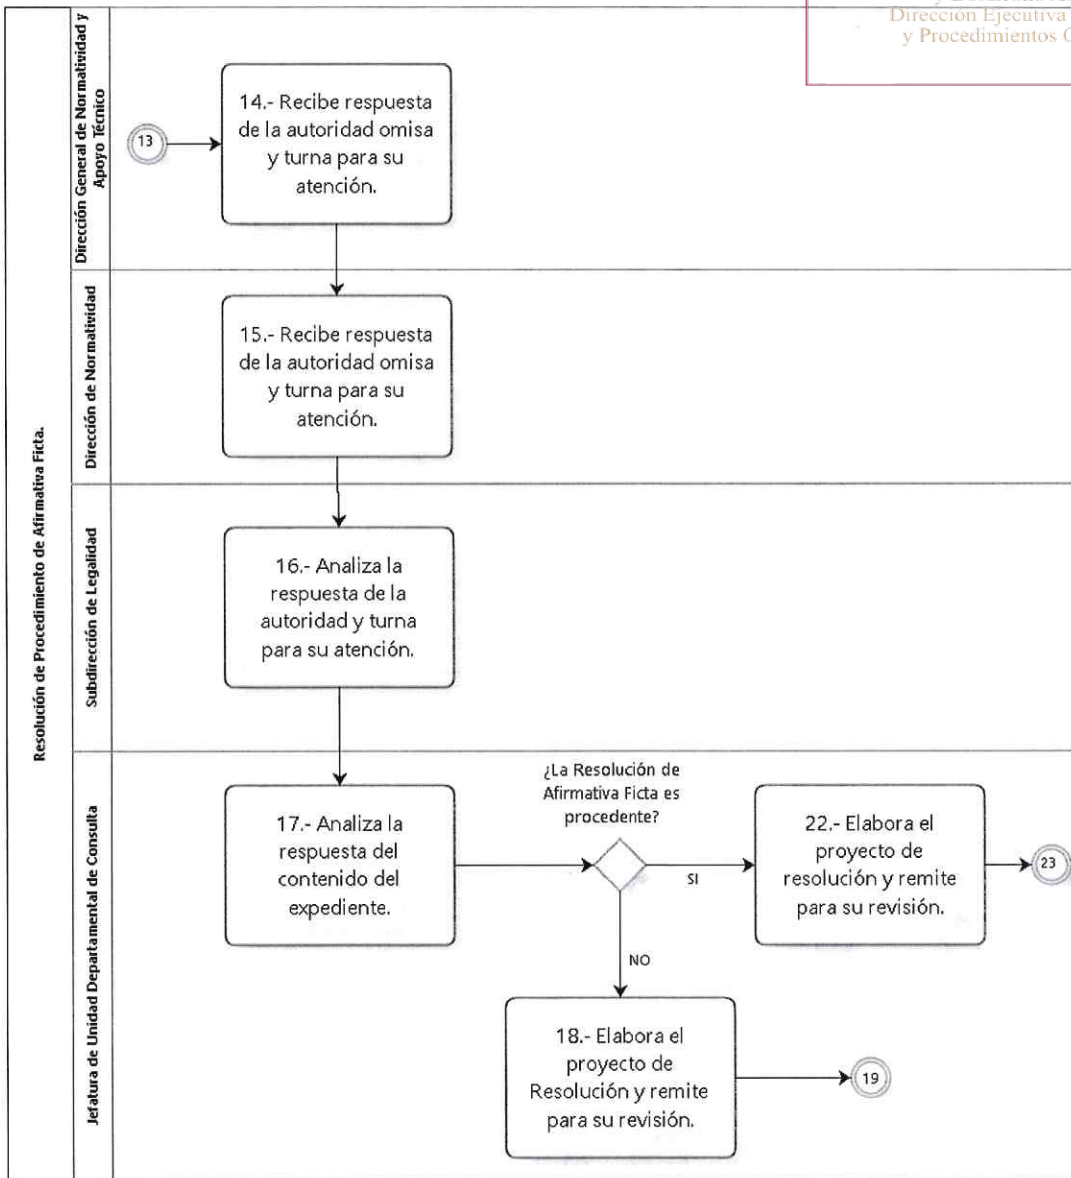 Dirección Ejecutiva
y Procedimientos
Resolución de Procedimiento de Afirmativa Ficta.
Dirección General de Normatividad y
Apoyo Técnico
13
14.- Recibe respuesta
de la autoridad omisa
y turna para su
atención.
Dirección de Normatividad
15.- Recibe respuesta
de la autoridad omisa
y turna para su
atención.
Subdirección de Legalidad
16.- Analiza la
respuesta de la
autoridad y turna
para su atención.
Jefatura de Unidad Departamental de Consulta
17.- Analiza la
respuesta del
contenido del
expediente.
¿La Resolución de
Afirmativa Ficta es
procedente?
SI
22.- Elabora el
proyecto de
resolución y remite
para su revisión.
23
NO
18.- Elabora el
proyecto de
Resolución y remite
para su revisión.
19